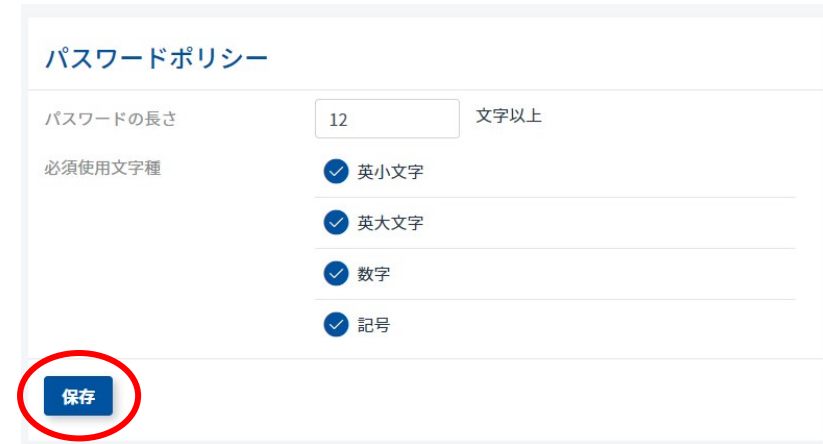 パスワードポリシー
パスワードの長さ 12 文字以上
必須使用文字種 英小文字
英大文字
数字
記号
保存